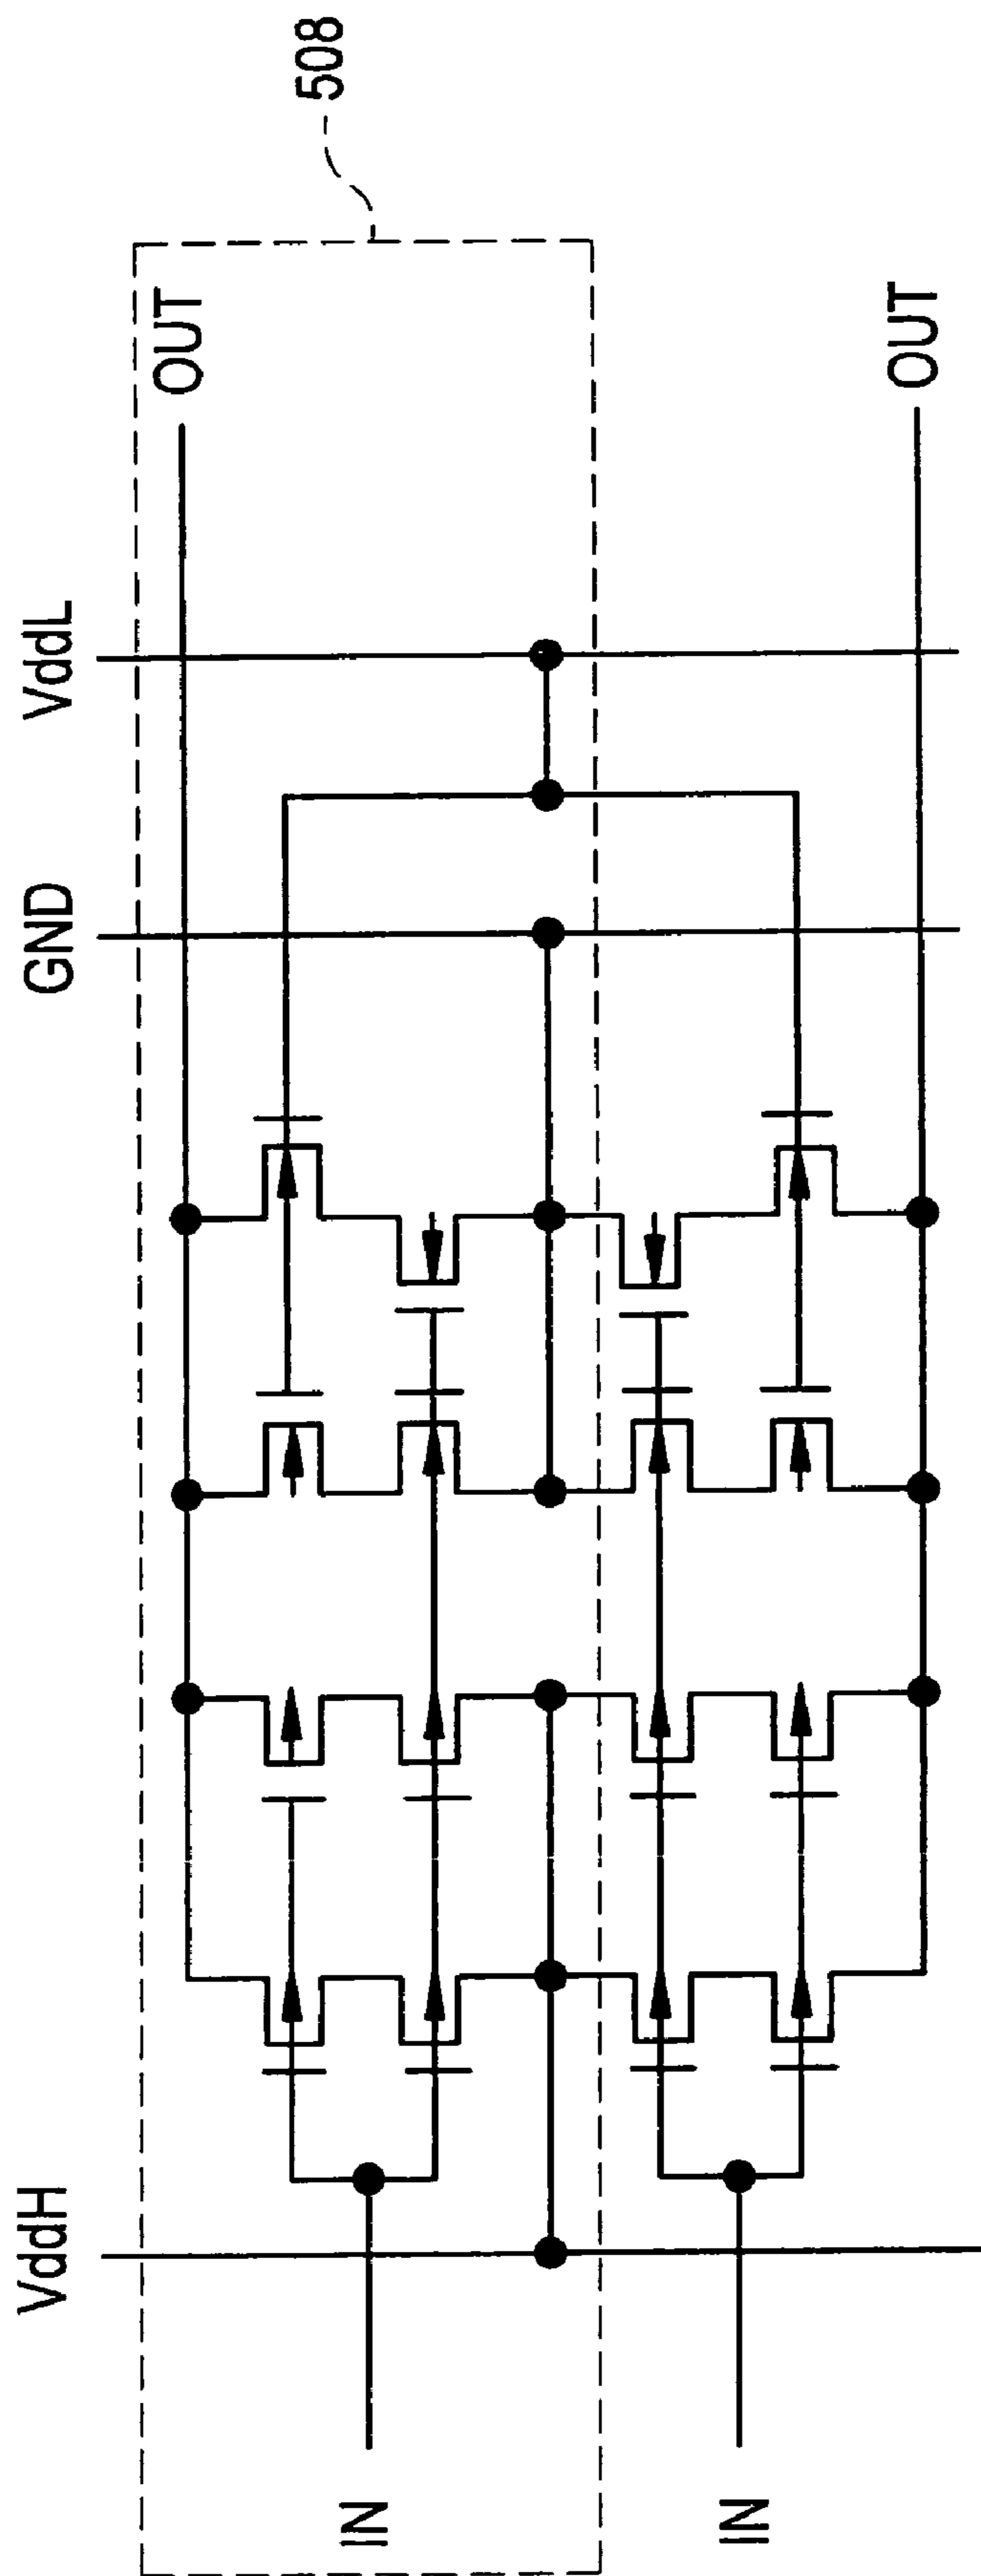 508
OUT
OUT
VddL
GND
VddH
IN
IN